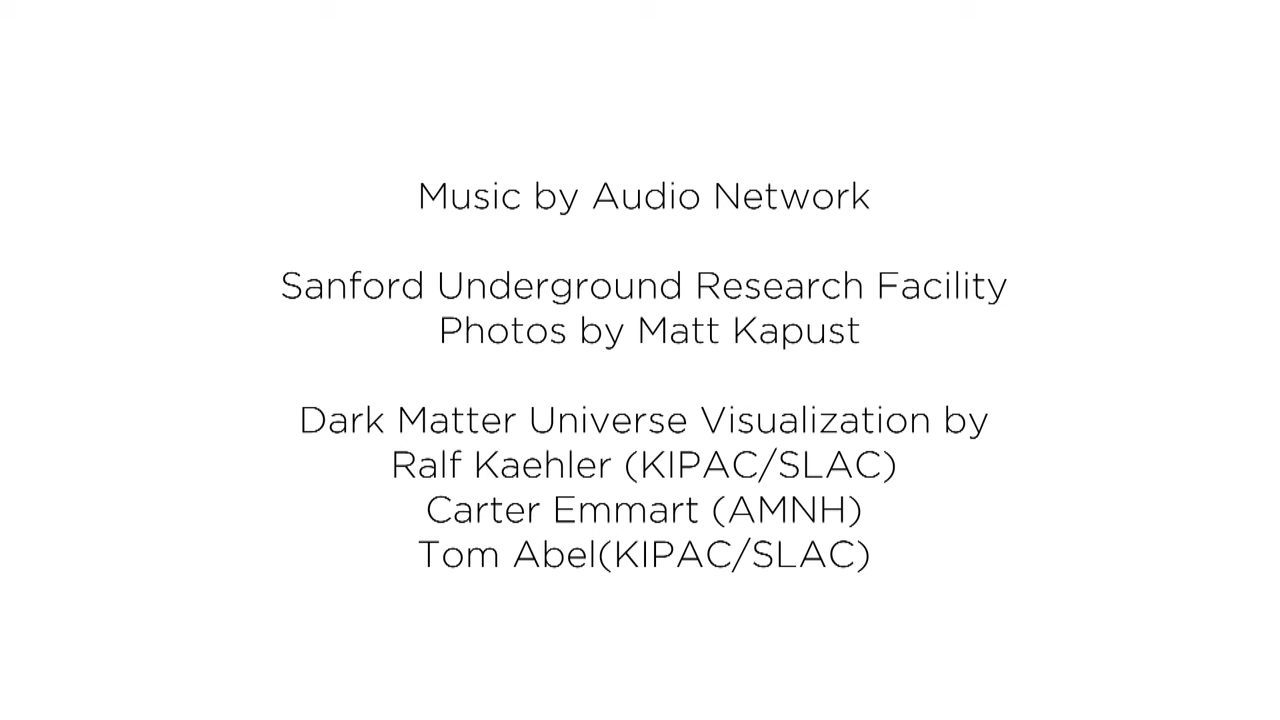 Music by Audio Network
Sanford Underground Research Facility
Photos by Matt Kapust
Dark Matter Universe Visualization by
Ralf Kaehler (KIPAC/SLAC)
Carter Emmart (AMNH)
Tom Abel(KIPAC/SLAC)